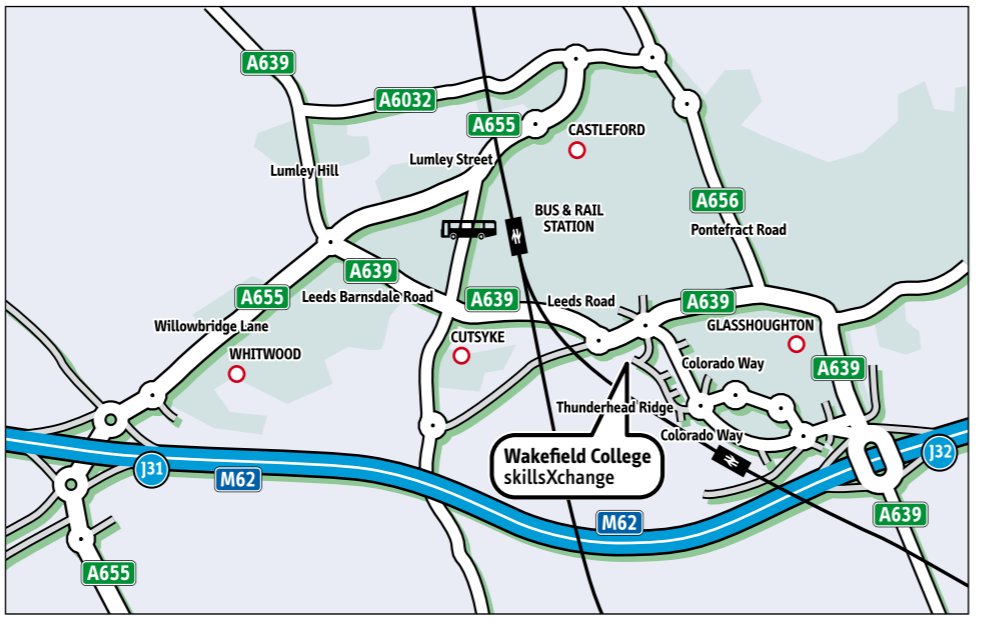 A639
A6032
A655
CASTLEFORD
Lumley Street
Lumley Hill
A656
BUS & RAIL
STATION
Pontefract Road
A639
A655
Leeds Barnsdale Road
A639
Leeds Road
A639
Willowbridge Lane
GLASSHOUGHTON
CUTSYKE
WHITWOOD
Colorado Way
A639
Thunderhead Ridge
Colorado Way
Wakefield College
skillsXchange
J31
M62
J32
M62
A639
A655